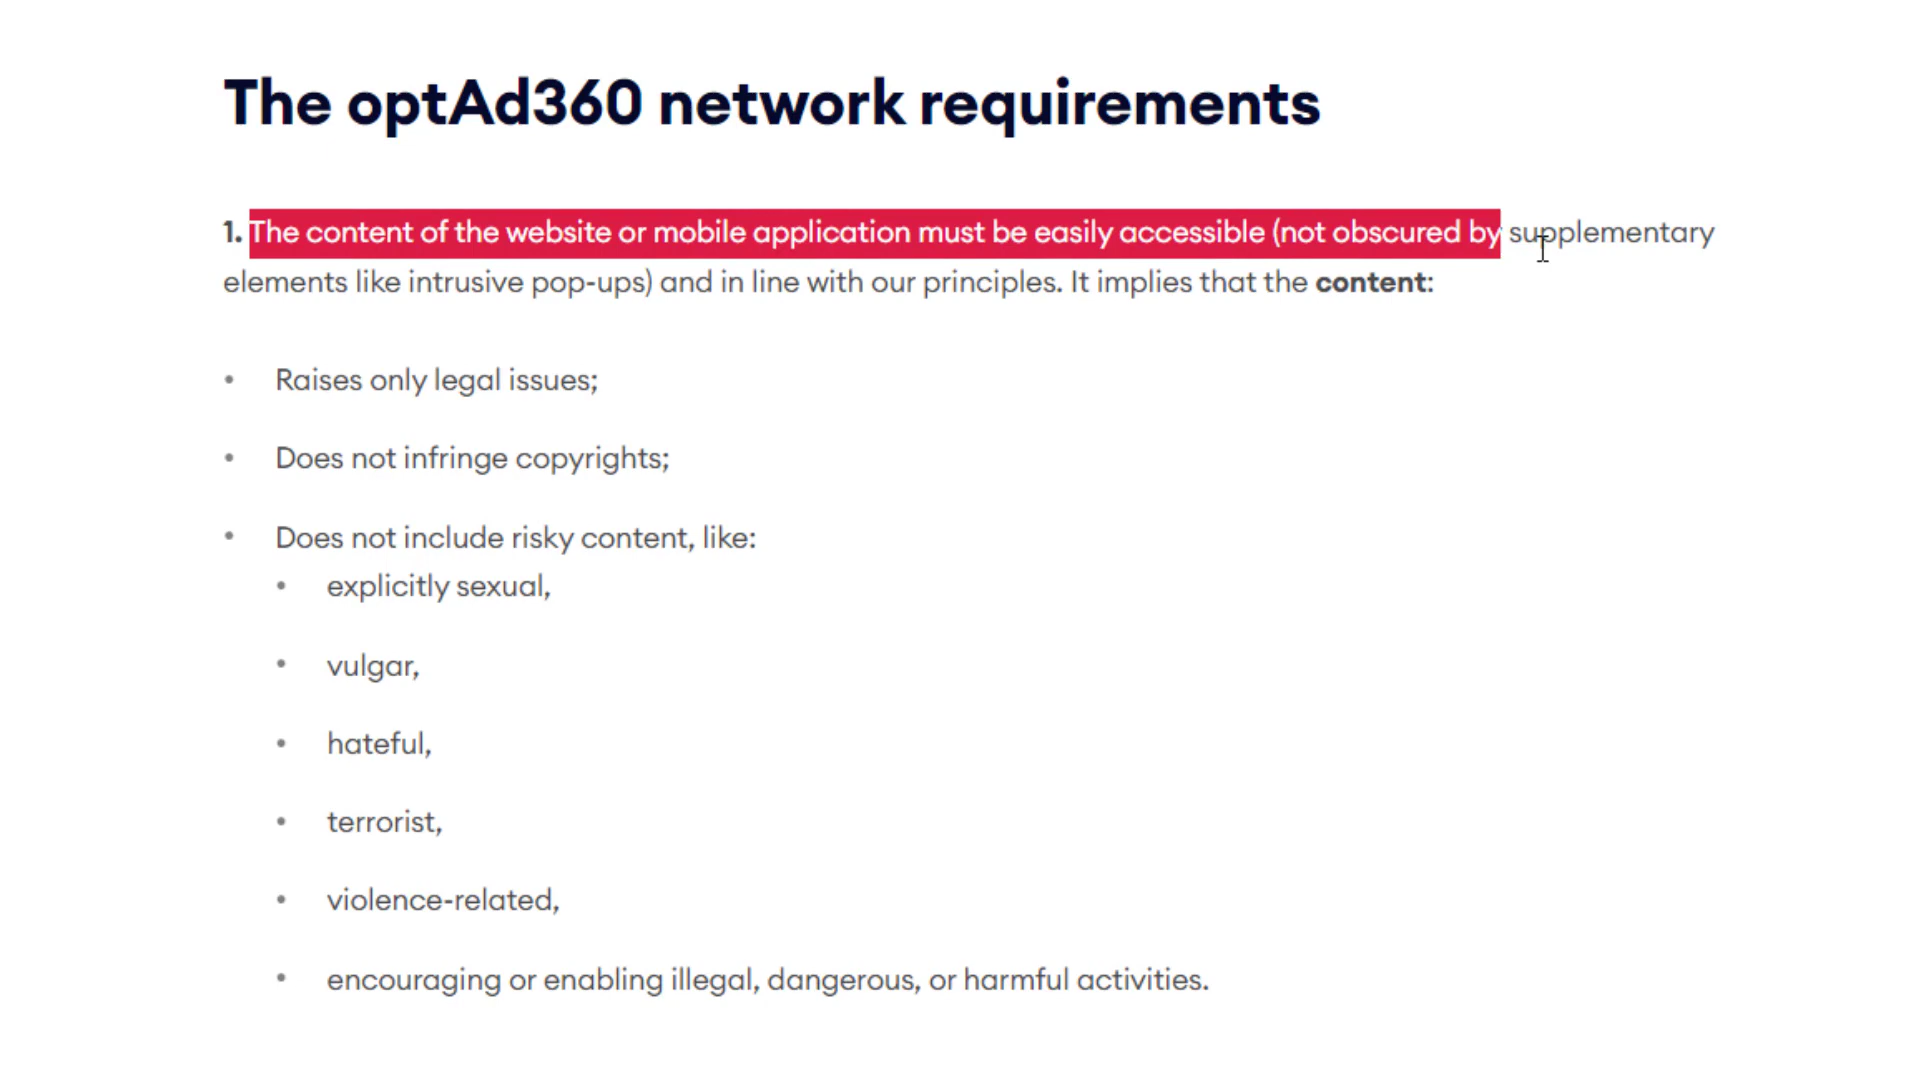 The optAd360 network requirements
1. The content of the website or mobile application must be easily accessible (not obscured by supplementary
elements like intrusive pop-ups) and in line with our principles. It implies that the content:
• Raises only legal issues;
• Does not infringe copyrights;
• Does not include risky content, like:
• explicitly sexual,
• vulgar,
• hateful,
• terrorist,
• violence-related,
• encouraging or enabling illegal, dangerous, or harmful activities.